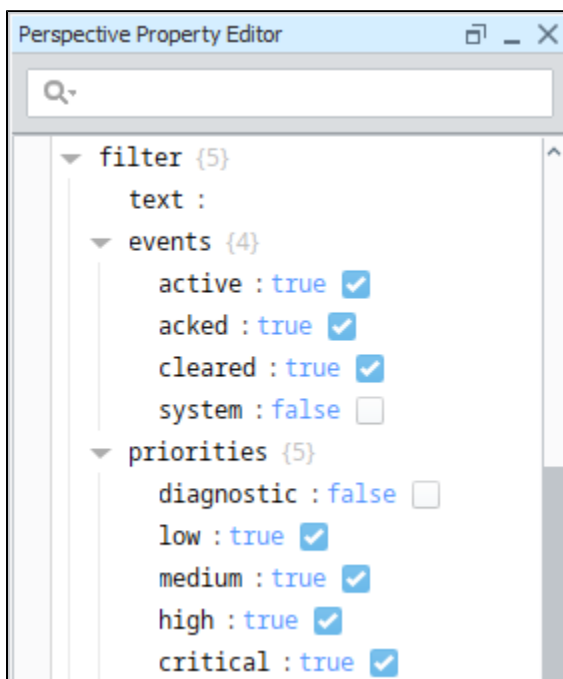 Perspective Property Editor
filter {5}
text :
events {4}
active : true
acked : true
cleared : true
system : false
priorities {5}
diagnostic : false
low : true
medium : true
high : true
critical : true